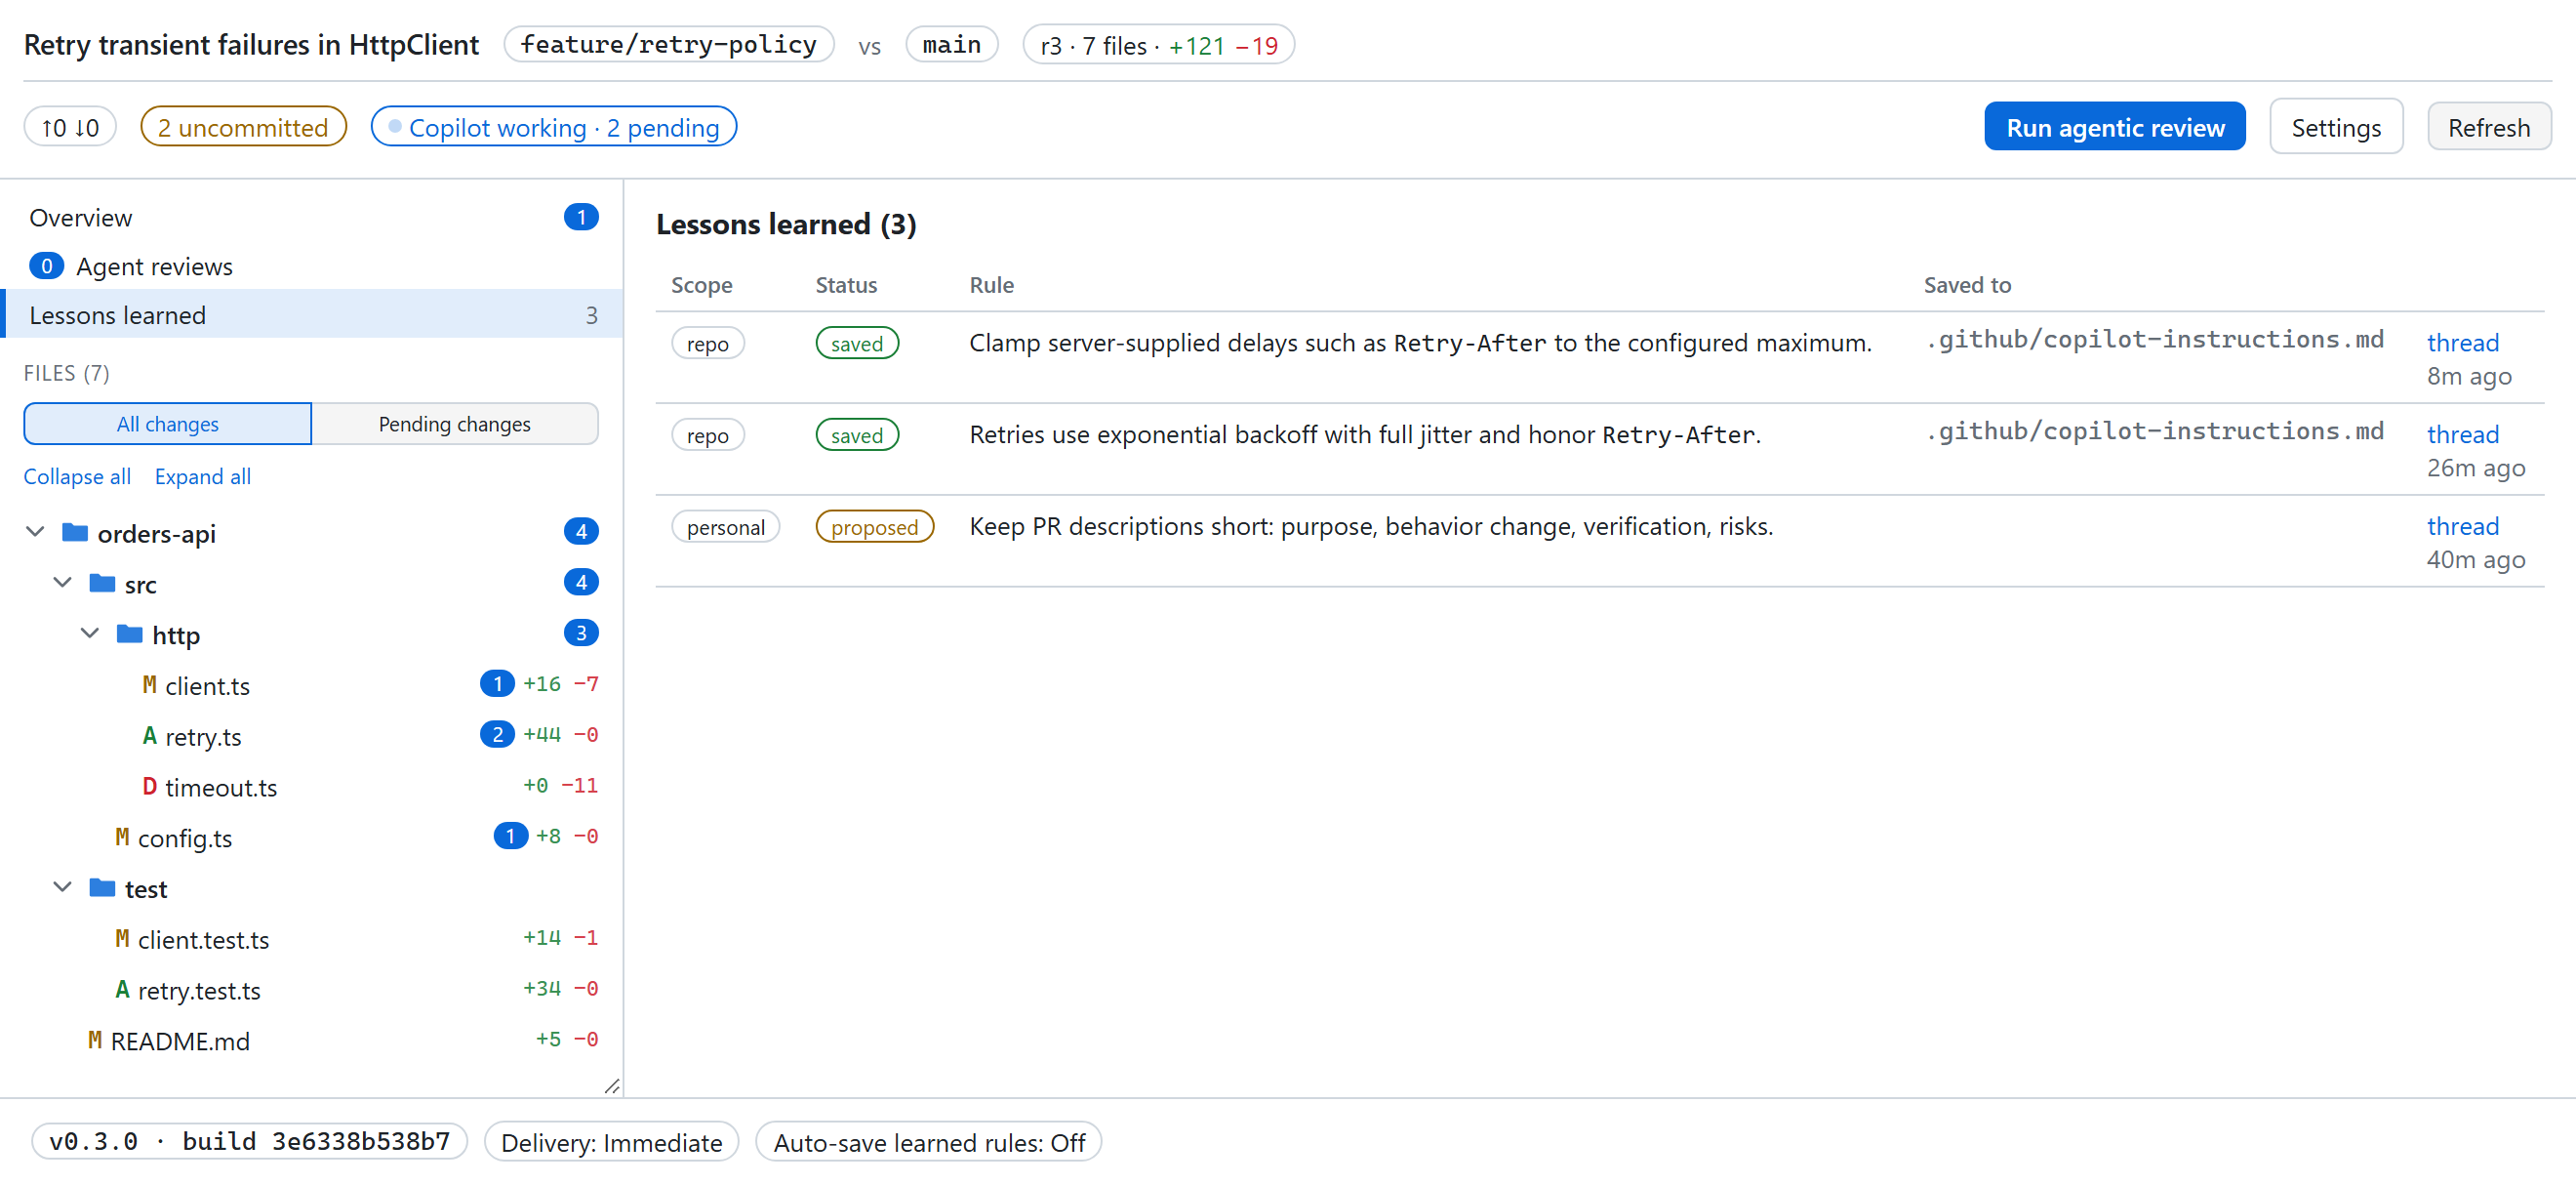 Retry transient failures in HttpClient feature/retry-policy vs main r3 · 7 files · +121 −19
↑0 ↓0 2 uncommitted Copilot working · 2 pending Run agentic review Settings Refresh
Overview 1
0 Agent reviews
Lessons learned 3
FILES (7)
All changes Pending changes
Collapse all Expand all
orders-api 4
src 4
http 3
M client.ts 1 +16 −7
A retry.ts 2 +44 −0
D timeout.ts +0 −11
M config.ts 1 +8 −0
test
M client.test.ts +14 −1
A retry.test.ts +34 −0
M README.md +5 −0
Lessons learned (3)
Scope Status Rule Saved to
repo saved Clamp server-supplied delays such as Retry-After to the configured maximum. .github/copilot-instructions.md thread
8m ago
repo saved Retries use exponential backoff with full jitter and honor Retry-After. .github/copilot-instructions.md thread
26m ago
personal proposed Keep PR descriptions short: purpose, behavior change, verification, risks. thread
40m ago
v0.3.0 · build 3e6338b538b7 Delivery: Immediate Auto-save learned rules: Off